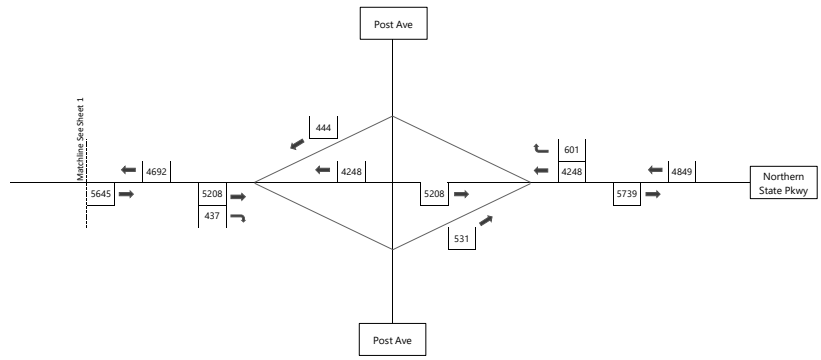 Post Ave
Matchline See Sheet 1
444
601
4692
4248
4248
4849
5645
5208
5208
5739
Northern
State Pkwy
437
531
Post Ave